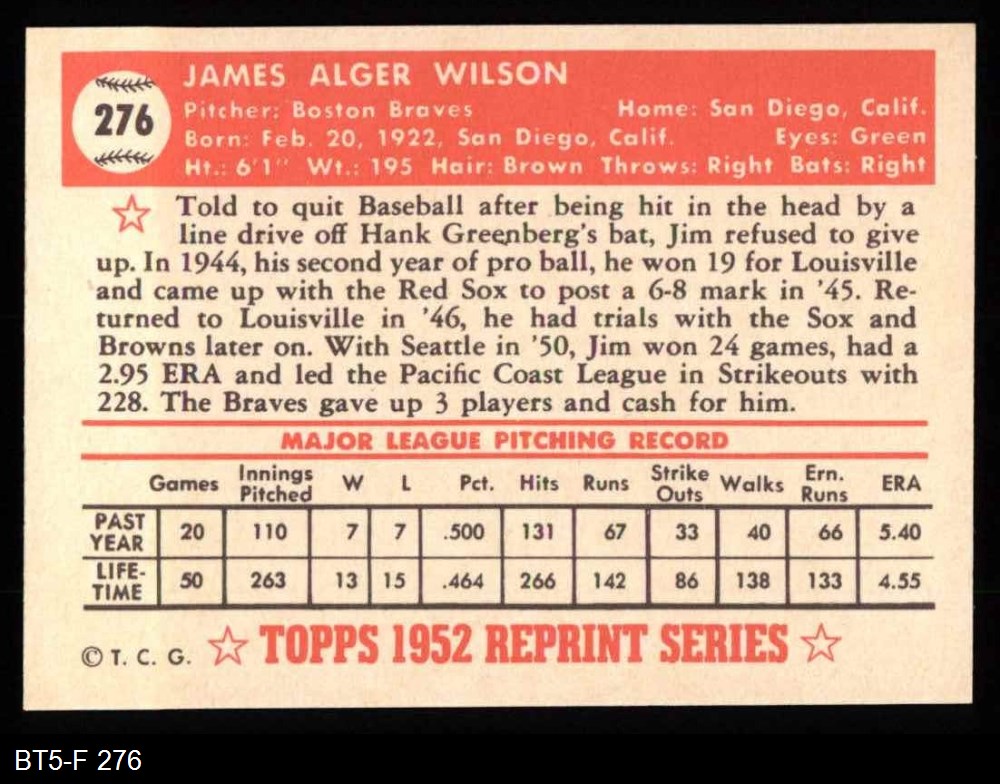 JAMES ALGER WILSON
276
Pitcher: Boston Braves Home: San Diego, Calif.
Born: Feb. 20, 1922, San Diego, Calif. Eyes: Green
Ht.: 6'1" Wt.: 195 Hair: Brown Throws: Right Bats: Right
☆ Told to quit Baseball after being hit in the head by a
line drive off Hank Greenberg's bat, Jim refused to give
up. In 1944, his second year of pro ball, he won 19 for Louisville
and came up with the Red Sox to post a 6-8 mark in '45. Re-
turned to Louisville in '46, he had trials with the Sox and
Browns later on. With Seattle in '50, Jim won 24 games, had a
2.95 ERA and led the Pacific Coast League in Strikeouts with
228. The Braves gave up 3 players and cash for him.
MAJOR LEAGUE PITCHING RECORD
Games Innings Pitched W L Pct. Hits Runs Strike Outs Walks Ern. Runs ERA
PAST YEAR 20 110 7 7 .500 131 67 33 40 66 5.40
LIFE-TIME 50 263 13 15 .464 266 142 86 138 133 4.55
© T. C. G. ☆ TOPPS 1952 REPRINT SERIES ☆
BT5-F 276